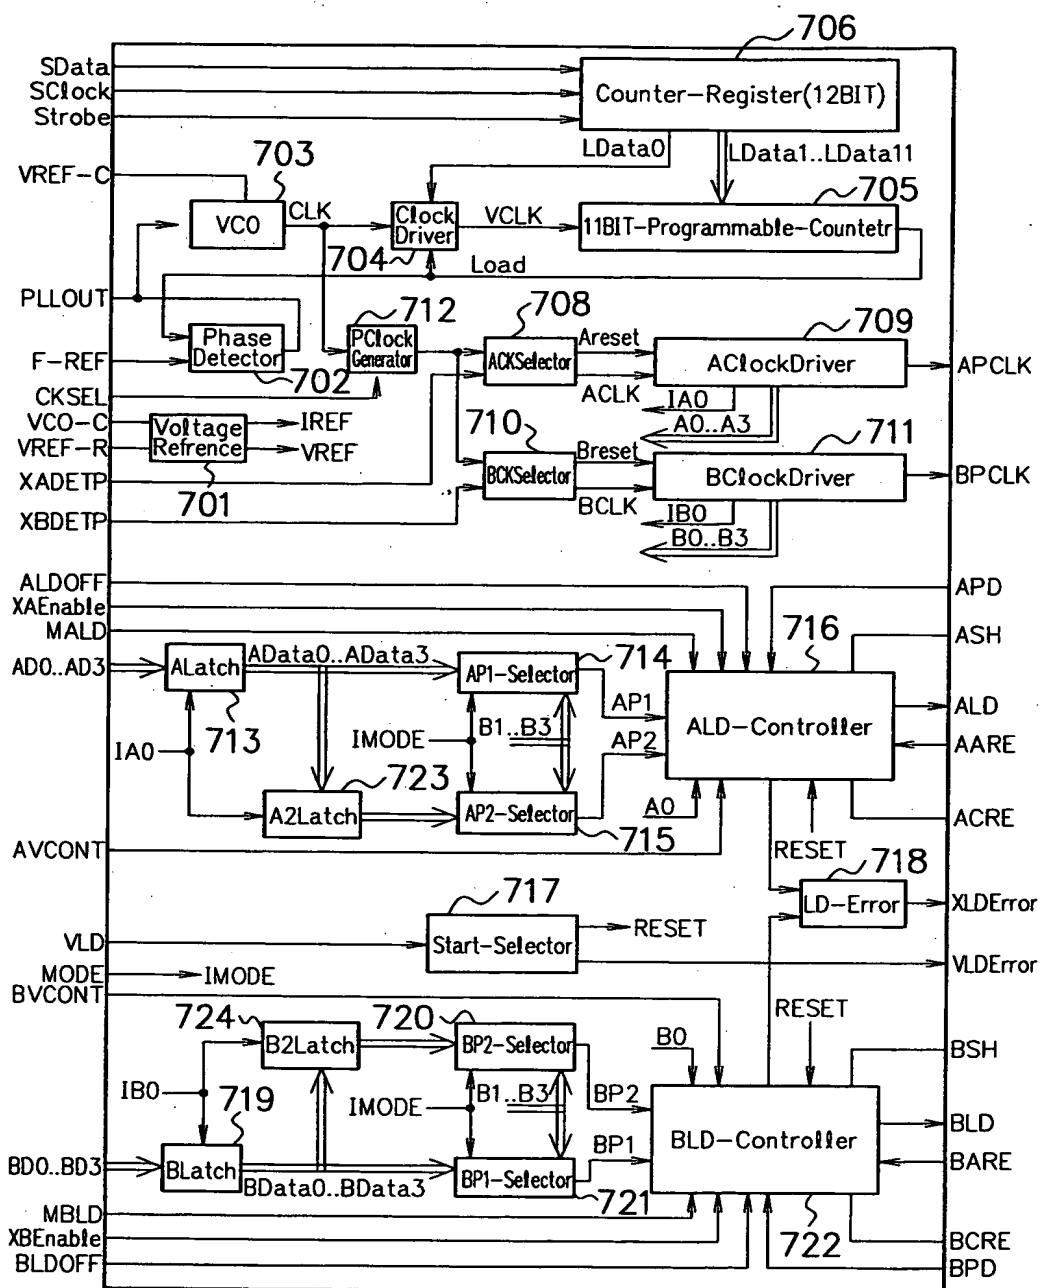 706
SData
SClock
Strobe
Counter-Register(12BIT)
LData0
LData1..LData11
VREF-C
703
705
VCO
CLK
Clock
Driver
VCLK
11BIT-Programmable-Countetr
704
Load
PLLOUT
712
708
709
Phase
Detector
PClock
Generator
ACKSelector
Areset
AClockDriver
APCLK
F-REF
702
ACLK
IA0
A0..A3
CKSEL
VCO-C
VREF-R
Voltage
Refrence
IREF
VREF
701
710
711
Breset
BCKSelector
BClockDriver
BPCLK
XADETP
BCLK
IB0
B0..B3
XBDETP
ALDOFF
XAEnable
MALD
APD
ASH
716
AD0..AD3
ALatch
AData0..AData3
AP1-Selector
714
713
AP1
ALD-Controller
ALD
IA0
IMODE
B1..B3
AP2
AARE
723
A2Latch
AP2-Selector
715
A0
ACRE
AVCONT
RESET
718
LD-Error
XLDError
717
VLD
Start-Selector
RESET
VLDError
MODE
IMODE
BVCONT
RESET
724
720
B2Latch
BP2-Selector
B0
BSH
IB0
719
IMODE
B1..B3
BP2
BLD-Controller
BLD
BP1
BARE
BD0..BD3
BLatch
BData0..BData3
BP1-Selector
721
MBLD
XBEnable
BLDOFF
722
BCRE
BPD